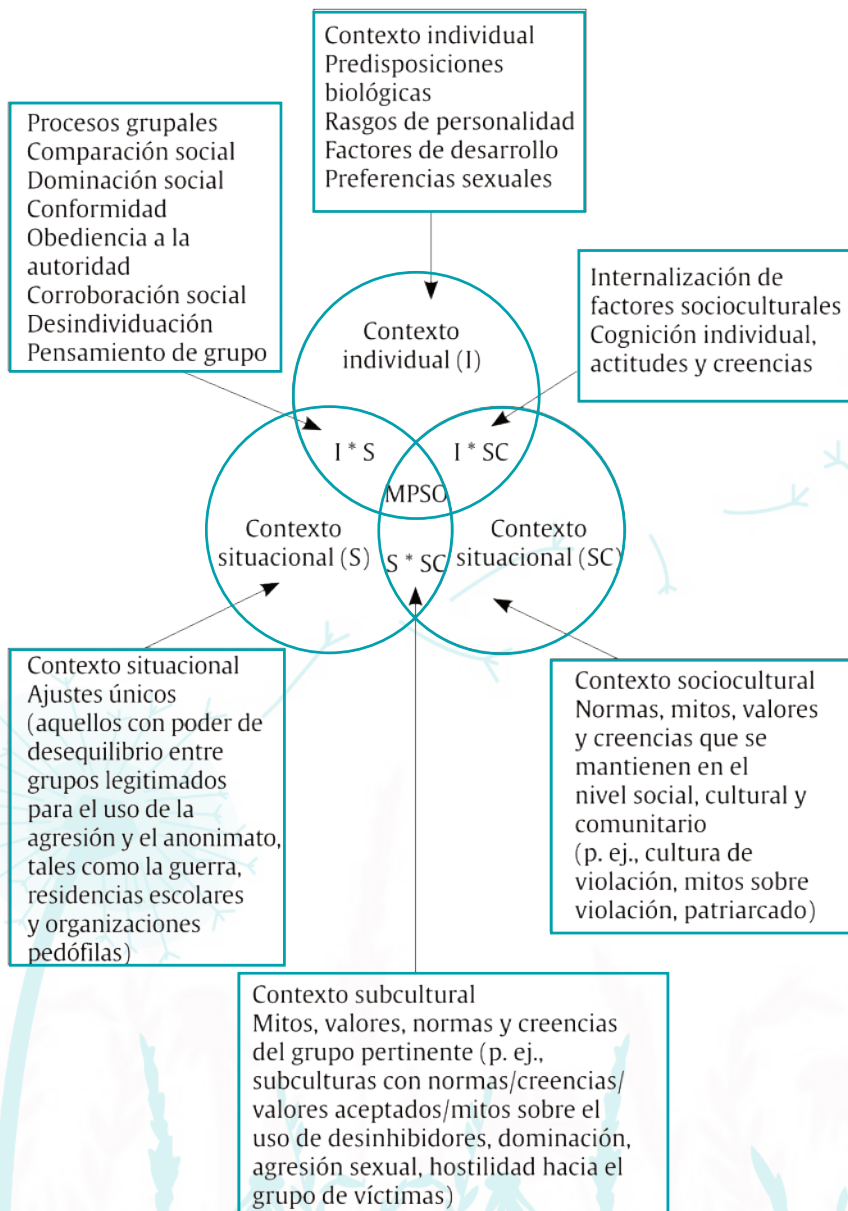 Contexto individual
Predisposiciones
biológicas
Rasgos de personalidad
Factores de desarrollo
Preferencias sexuales
Procesos grupales
Comparación social
Dominación social
Conformidad
Obediencia a la
autoridad
Corroboración social
Desindividuación
Pensamiento de grupo
Internalización de
factores socioculturales
Cognición individual,
actitudes y creencias
Contexto
individual (I)
I * S
I * SC
MPSO
Contexto
situacional (S)
S * SC
Contexto
situacional (SC)
Contexto situacional
Ajustes únicos
(aquellos con poder de
desequilibrio entre
grupos legitimados
para el uso de la
agresión y el anonimato,
tales como la guerra,
residencias escolares
y organizaciones
pedófilas)
Contexto sociocultural
Normas, mitos, valores
y creencias que se
mantienen en el
nivel social, cultural y
comunitario
(p. ej., cultura de
violación, mitos sobre
violación, patriarcado)
Contexto subcultural
Mitos, valores, normas y creencias
del grupo pertinente (p. ej.,
subculturas con normas/creencias/
valores aceptados/mitos sobre el
uso de desinhibidores, dominación,
agresión sexual, hostilidad hacia el
grupo de víctimas)